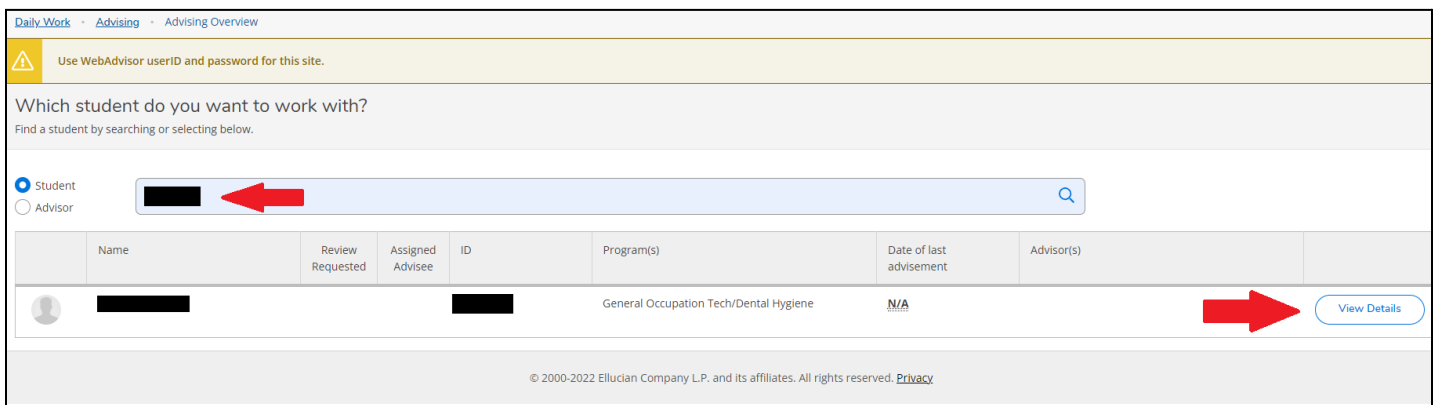 Daily Work · Advising · Advising Overview
Use WebAdvisor userID and password for this site.
Which student do you want to work with?
Find a student by searching or selecting below.
Student
Advisor
Name Review Requested Assigned Advisee ID Program(s) Date of last advisement Advisor(s)
General Occupation Tech/Dental Hygiene N/A View Details
© 2000-2022 Ellucian Company L.P. and its affiliates. All rights reserved. Privacy